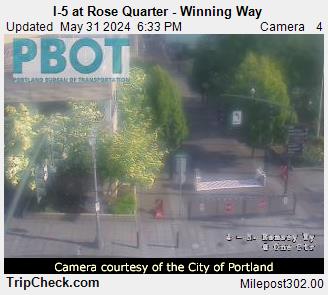 I-5 at Rose Quarter - Winning Way
Updated May 31 2024 6:33 PM Camera 4
PBOT
PORTLAND BUREAU OF TRANSPORTATION
Camera courtesy of the City of Portland
TripCheck.com Milepost302.00